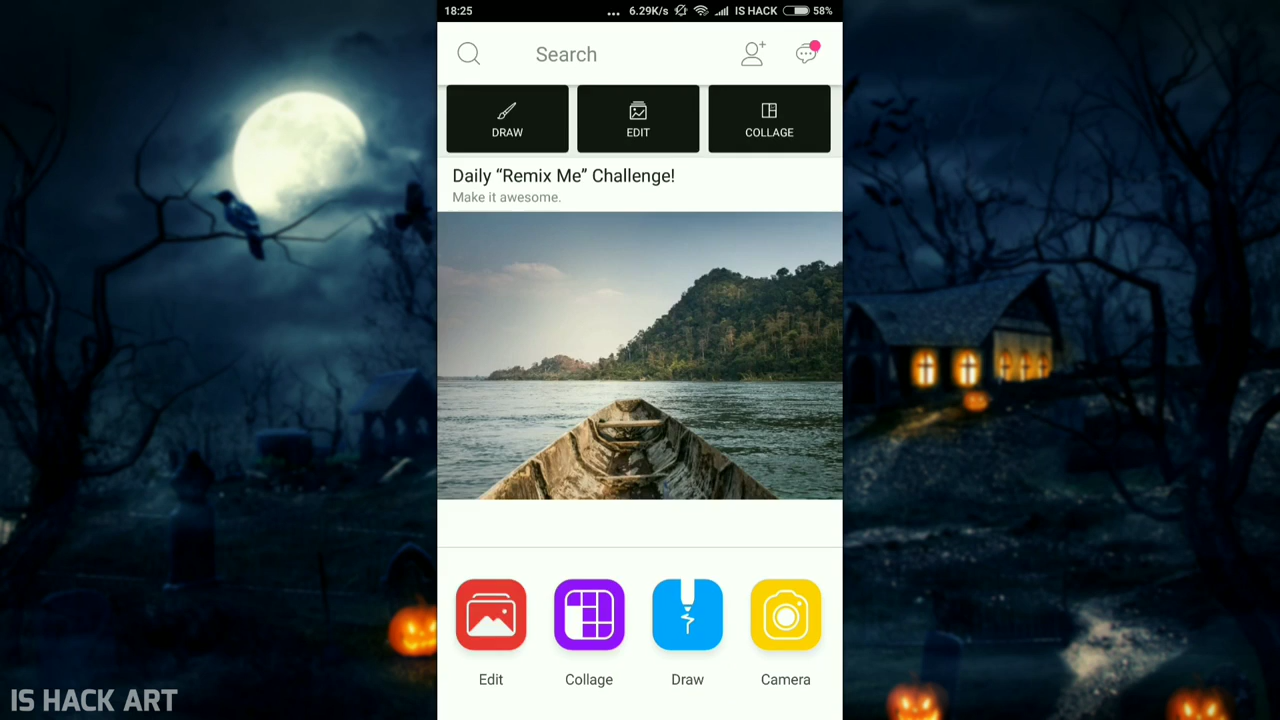 18:25
... 6.29K/s IS HACK 58%
Search
DRAW
EDIT
COLLAGE
Daily “Remix Me” Challenge!
Make it awesome.
Edit
Collage
Draw
Camera
IS HACK ART